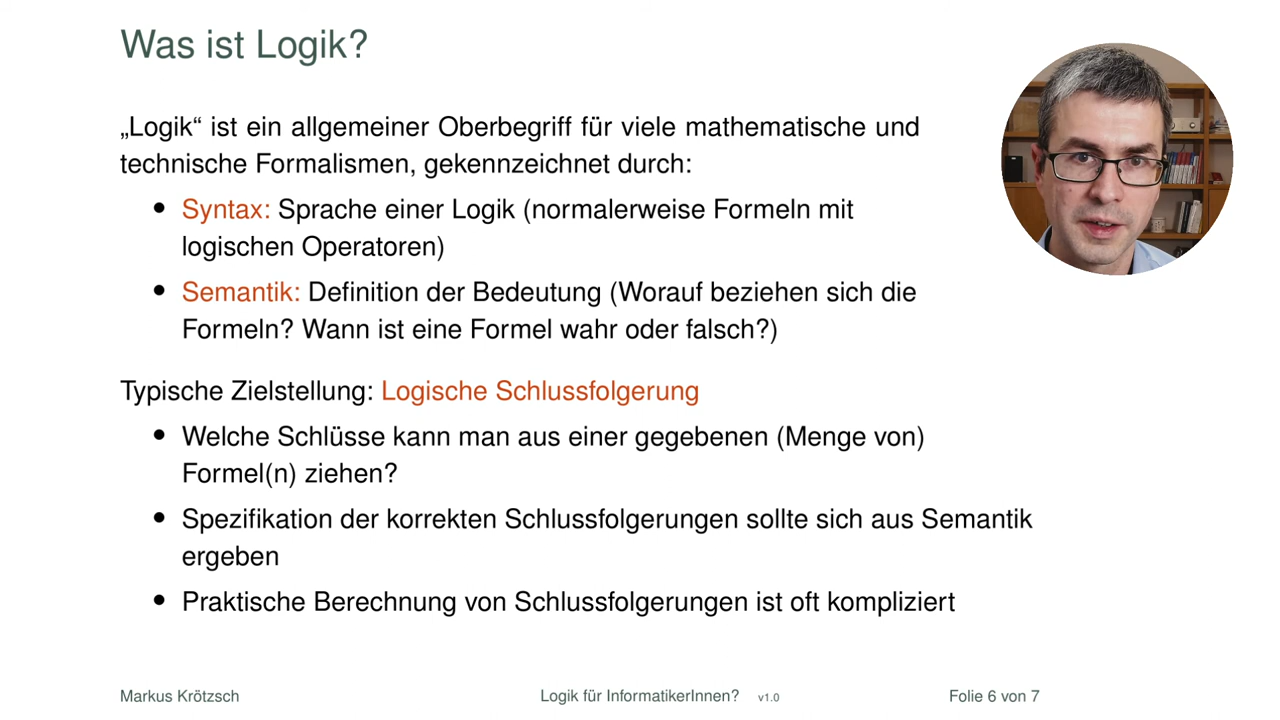 Was ist Logik?
„Logik“ ist ein allgemeiner Oberbegriff für viele mathematische und
technische Formalismen, gekennzeichnet durch:
• Syntax: Sprache einer Logik (normalerweise Formeln mit
logischen Operatoren)
• Semantik: Definition der Bedeutung (Worauf beziehen sich die
Formeln? Wann ist eine Formel wahr oder falsch?)
Typische Zielstellung: Logische Schlussfolgerung
• Welche Schlüsse kann man aus einer gegebenen (Menge von)
Formel(n) ziehen?
• Spezifikation der korrekten Schlussfolgerungen sollte sich aus Semantik
ergeben
• Praktische Berechnung von Schlussfolgerungen ist oft kompliziert
Markus Krötzsch
Logik für InformatikerInnen? v1.0
Folie 6 von 7